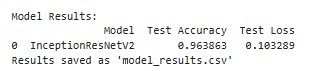 Model Results:
Model Test Accuracy Test Loss
0 InceptionResNetV2 0.963863 0.103289
Results saved as 'model_results.csv'